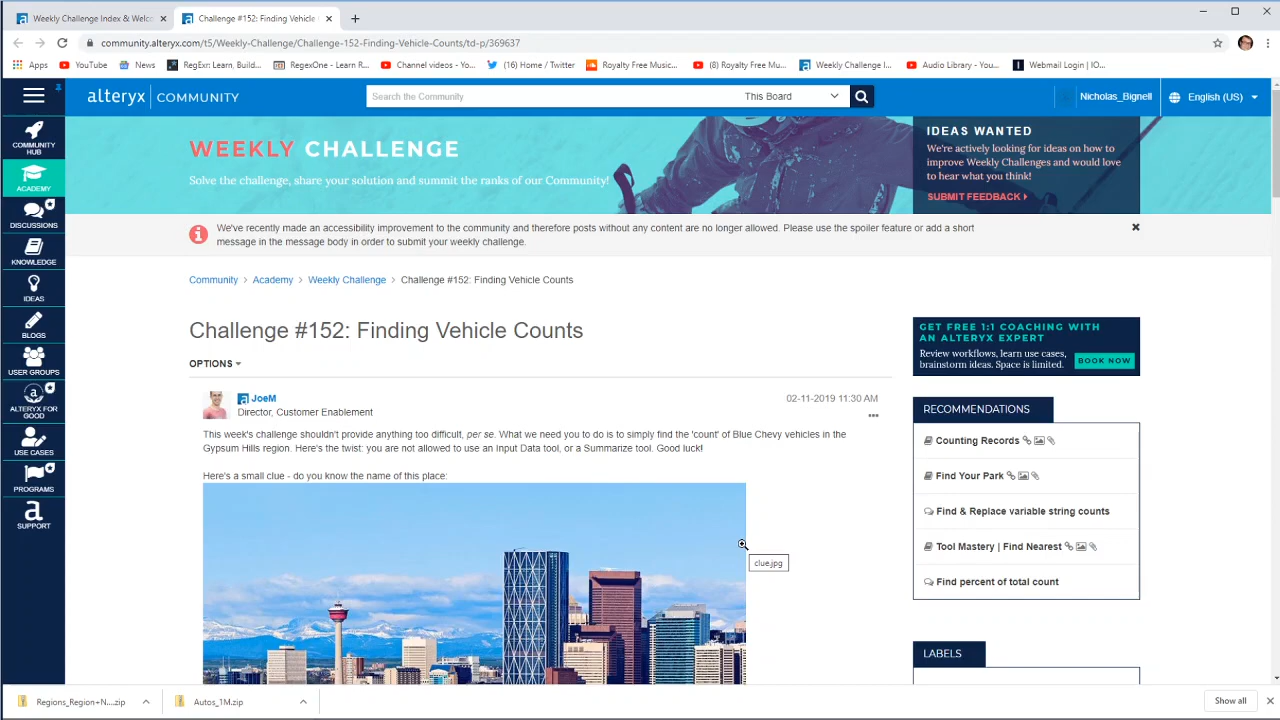 Weekly Challenge Index & Welco
Challenge #152: Finding Vehicle C
community.alteryx.com/t5/Weekly-Challenge/Challenge-152-Finding-Vehicle-Counts/td-p/369637
Apps
YouTube
News
RegExr: Learn, Build...
RegexOne - Learn R...
Channel videos - Yo...
(16) Home / Twitter
Royalty Free Music...
(8) Royalty Free Mu...
Weekly Challenge I...
Audio Library - You...
Webmail Login | IO...
alteryx | COMMUNITY
Search the Community
This Board
Nicholas_Bignell
English (US)
COMMUNITY HUB
ACADEMY
DISCUSSIONS
KNOWLEDGE
IDEAS
BLOGS
USER GROUPS
ALTERYX FOR GOOD
USE CASES
PROGRAMS
SUPPORT
WEEKLY CHALLENGE
Solve the challenge, share your solution and summit the ranks of our Community!
IDEAS WANTED
We're actively looking for ideas on how to
improve Weekly Challenges and would love
to hear what you think!
SUBMIT FEEDBACK
We've recently made an accessibility improvement to the community and therefore posts without any content are no longer allowed. Please use the spoiler feature or add a short
message in the message body in order to submit your weekly challenge.
Community > Academy > Weekly Challenge > Challenge #152: Finding Vehicle Counts
Challenge #152: Finding Vehicle Counts
OPTIONS
JoeM
Director, Customer Enablement
02-11-2019 11:30 AM
This week's challenge shouldn't provide anything too difficult, per se. What we need you to do is to simply find the 'count' of Blue Chevy vehicles in the
Gypsum Hills region. Here's the twist: you are not allowed to use an Input Data tool, or a Summarize tool. Good luck!
Here's a small clue - do you know the name of this place:
clue.jpg
GET FREE 1:1 COACHING WITH
AN ALTERYX EXPERT
Review workflows, learn use cases,
brainstorm ideas. Space is limited.
BOOK NOW
RECOMMENDATIONS
Counting Records
Find Your Park
Find & Replace variable string counts
Tool Mastery | Find Nearest
Find percent of total count
LABELS
Regions_Region+N....zip
Autos_1M.zip
Show all